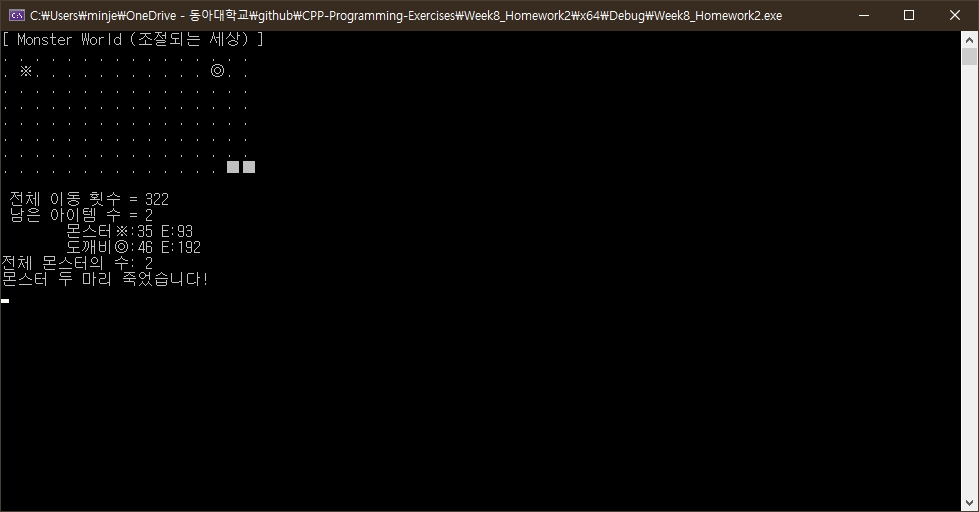 C:\Users\minje\OneDrive - 동아대학교\github\CPP-Programming-Exercises\Week8_Homework2\x64\Debug\Week8_Homework2.exe
[ Monster World (조절되는 세상) ]
. . . . . . . . . . . . . . . .
. ※. . . . . . . . . . . ◎. .
. . . . . . . . . . . . . . . .
. . . . . . . . . . . . . . . .
. . . . . . . . . . . . . . . .
. . . . . . . . . . . . . . . .
. . . . . . . . . . . . . . . .
. . . . . . . . . . . . . . ■■
전체 이동 횟수 = 322
남은 아이템 수 = 2
몬스터※:35 E:93
도깨비◎:46 E:192
전체 몬스터의 수: 2
몬스터 두 마리 죽었습니다!